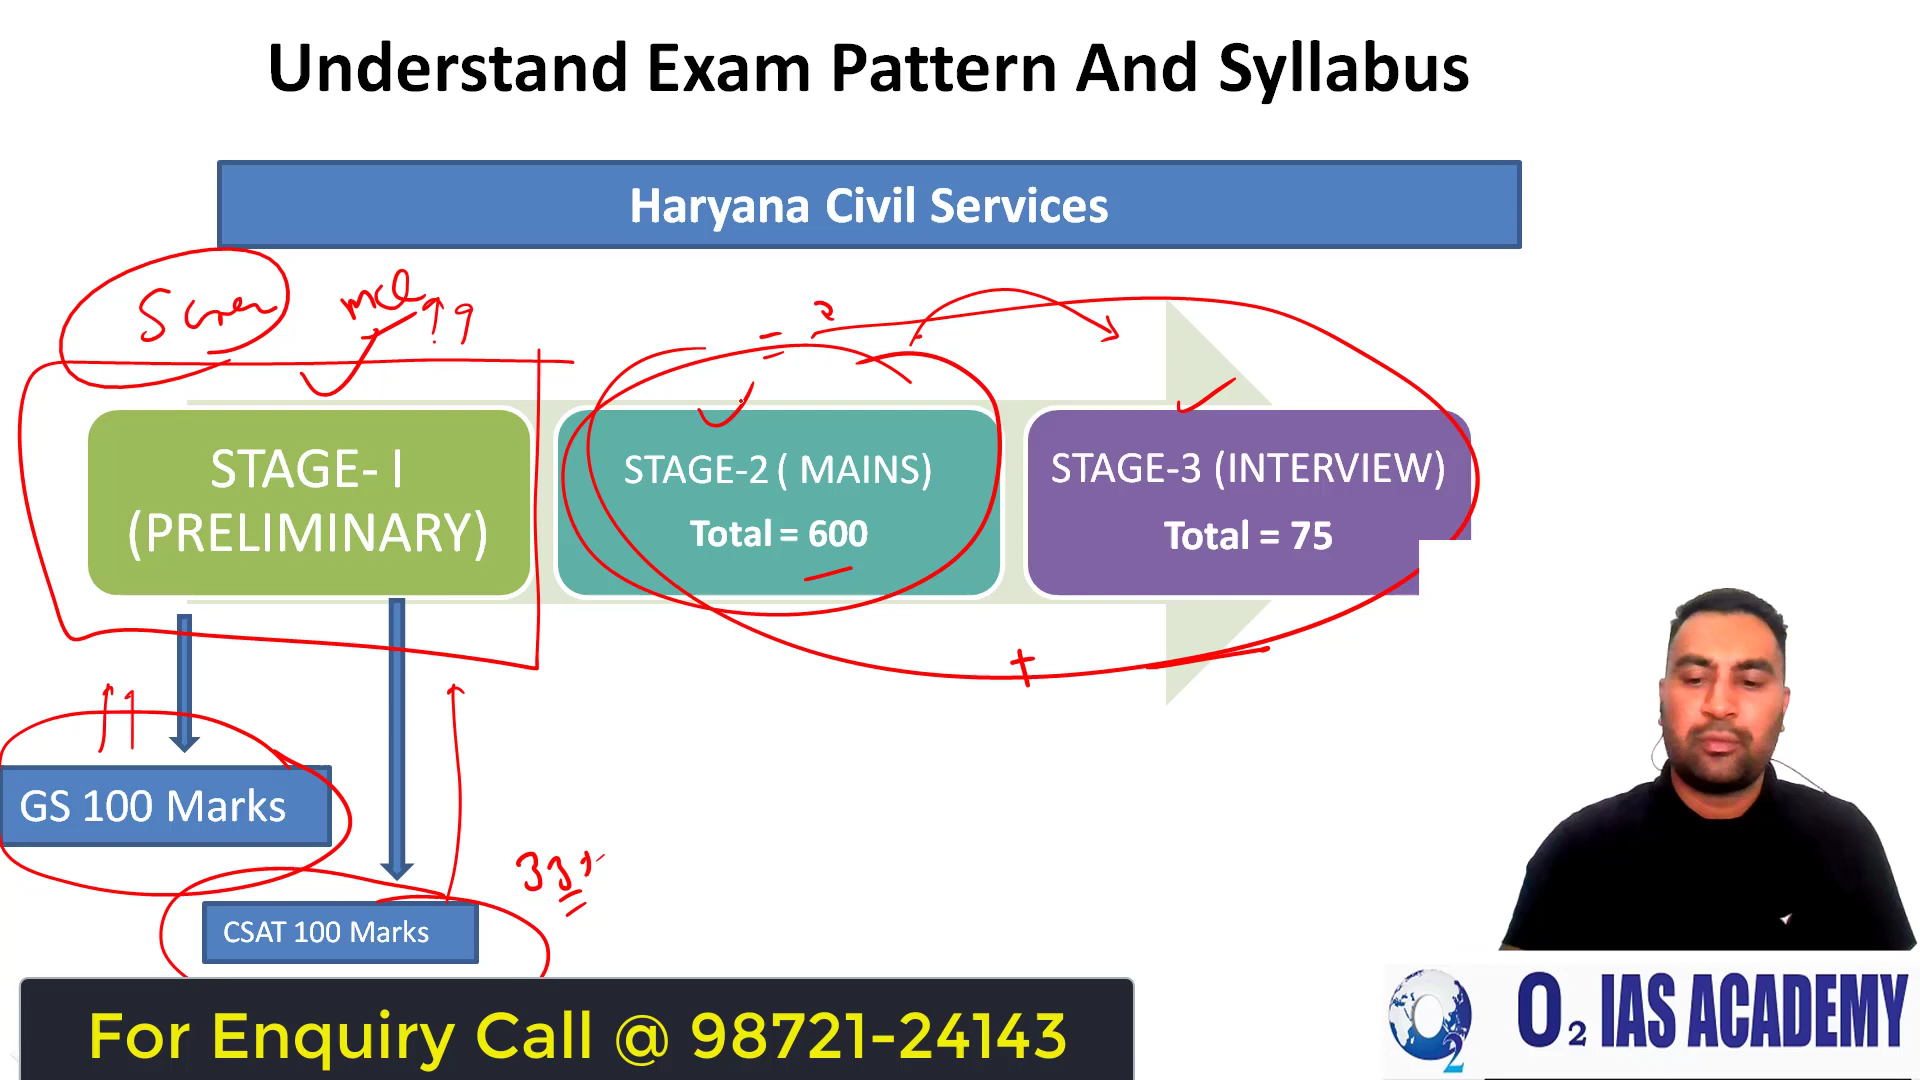 Understand Exam Pattern And Syllabus
Haryana Civil Services
STAGE- I
(PRELIMINARY)
STAGE-2 ( MAINS)
Total = 600
STAGE-3 (INTERVIEW)
Total = 75
GS 100 Marks
CSAT 100 Marks
For Enquiry Call @ 98721-24143
O2 IAS ACADEMY